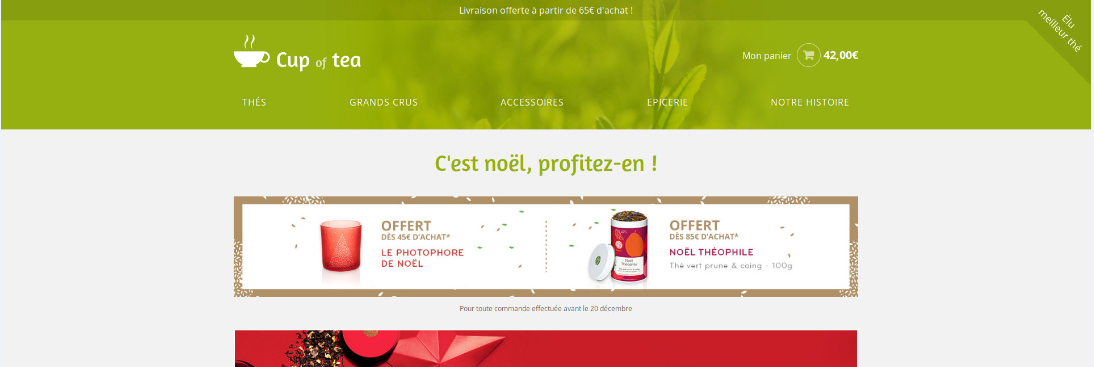 Livraison offerte à partir de 65€ d'achat !
Élu
meilleur thé
Cup of tea
Mon panier 42,00€
THÉS GRANDS CRUS ACCESSOIRES EPICERIE NOTRE HISTOIRE
C'est noël, profitez-en !
OFFERT
DÈS 45€ D'ACHAT*
LE PHOTOPHORE
DE NOËL
OFFERT
DÈS 85€ D'ACHAT*
NOËL THÉOPHILE
Thé vert prune & coing - 100g
Pour toute commande effectuée avant le 20 décembre